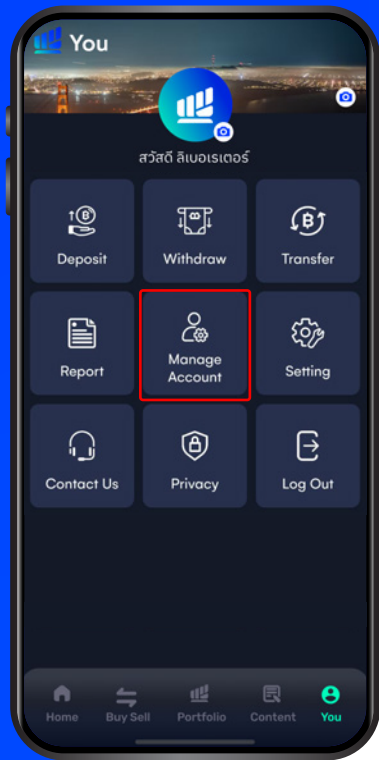 You
สวัสดี ลิเบอเรเตอร์
Deposit
Withdraw
Transfer
Report
Manage
Account
Setting
Contact Us
Privacy
Log Out
Home
Buy Sell
Portfolio
Content
You